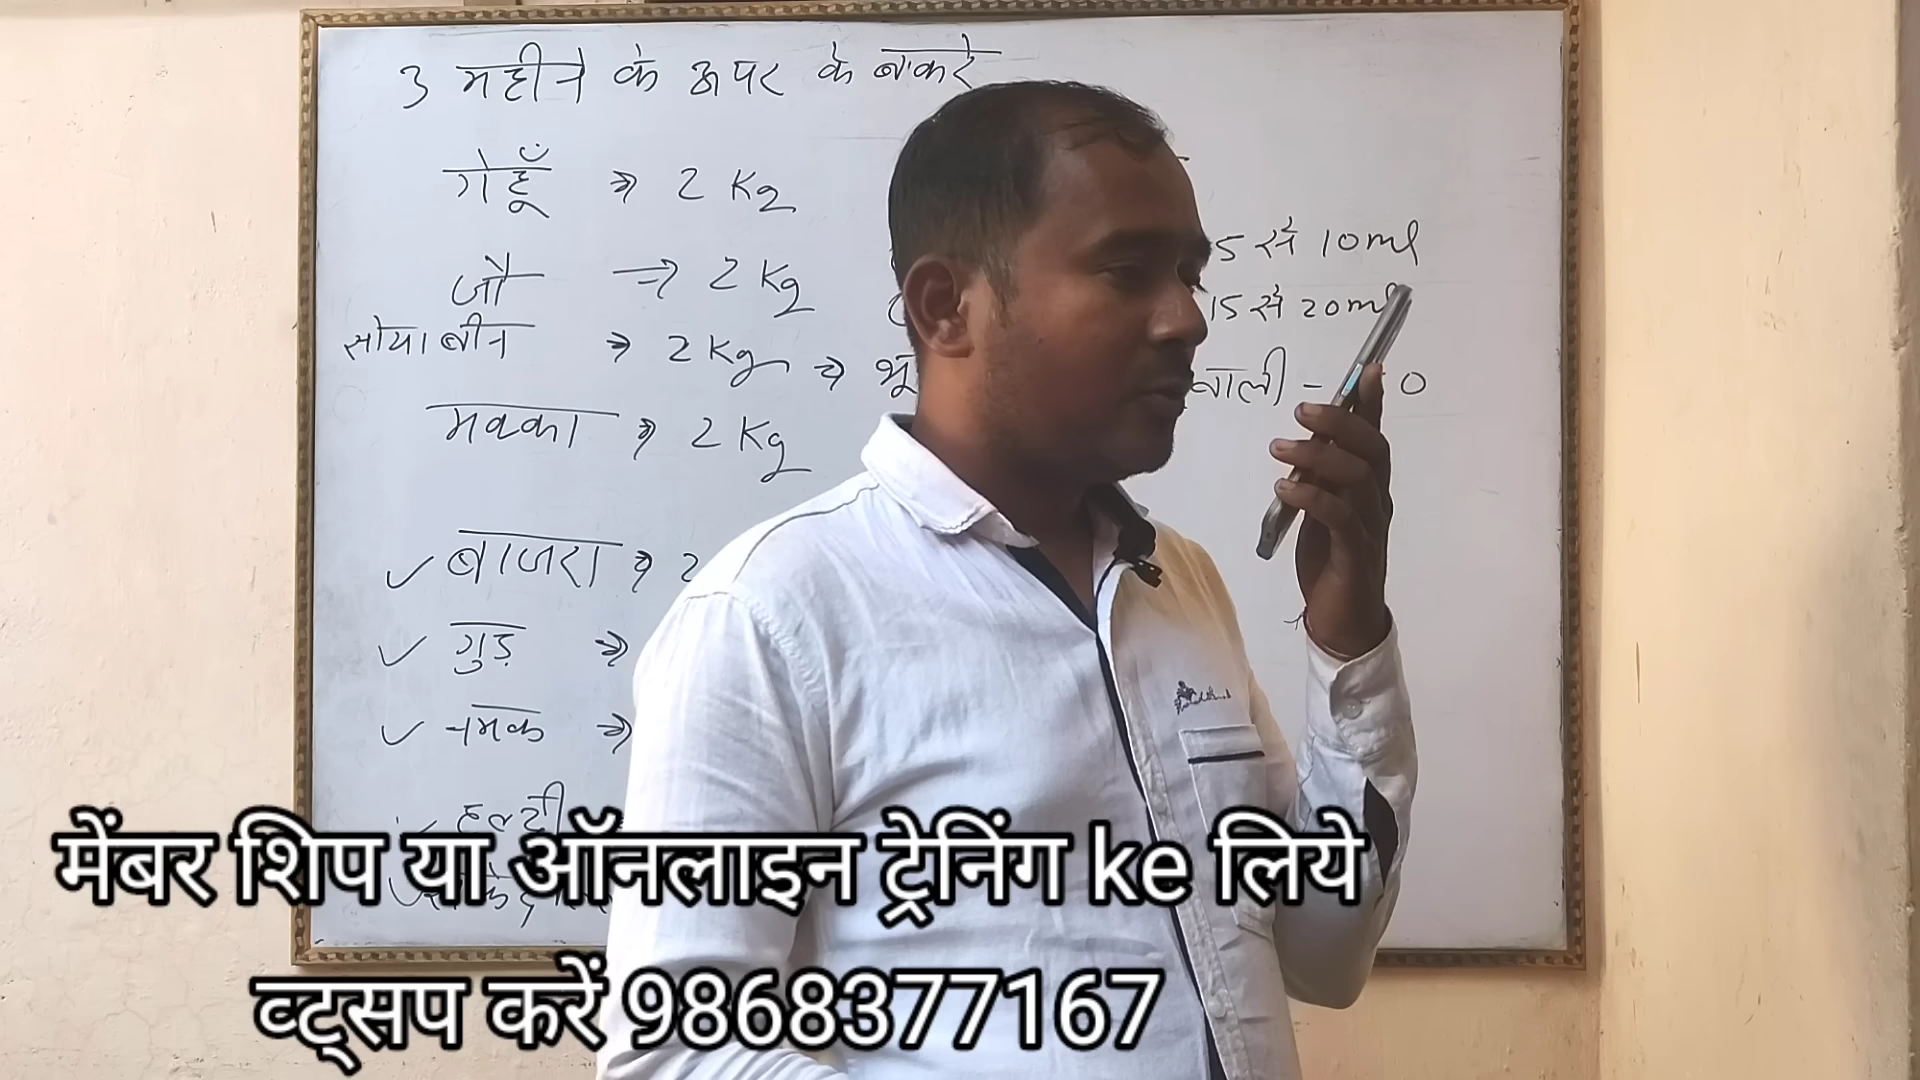 3 महीने के ऊपर के बकरे
गेहूँ → 2 Kg
जौ → 2 Kg
5 से 10ml
सोयाबीन → 2 Kg →
15 से 20ml
मक्का → 2 Kg
वाली -
✓ बाजरा → 2
✓ गुड़ →
✓ नमक →
हल्दी
मेंबर शिप या ऑनलाइन ट्रेनिंग ke लिये
व्ट्सप करें 9868377167